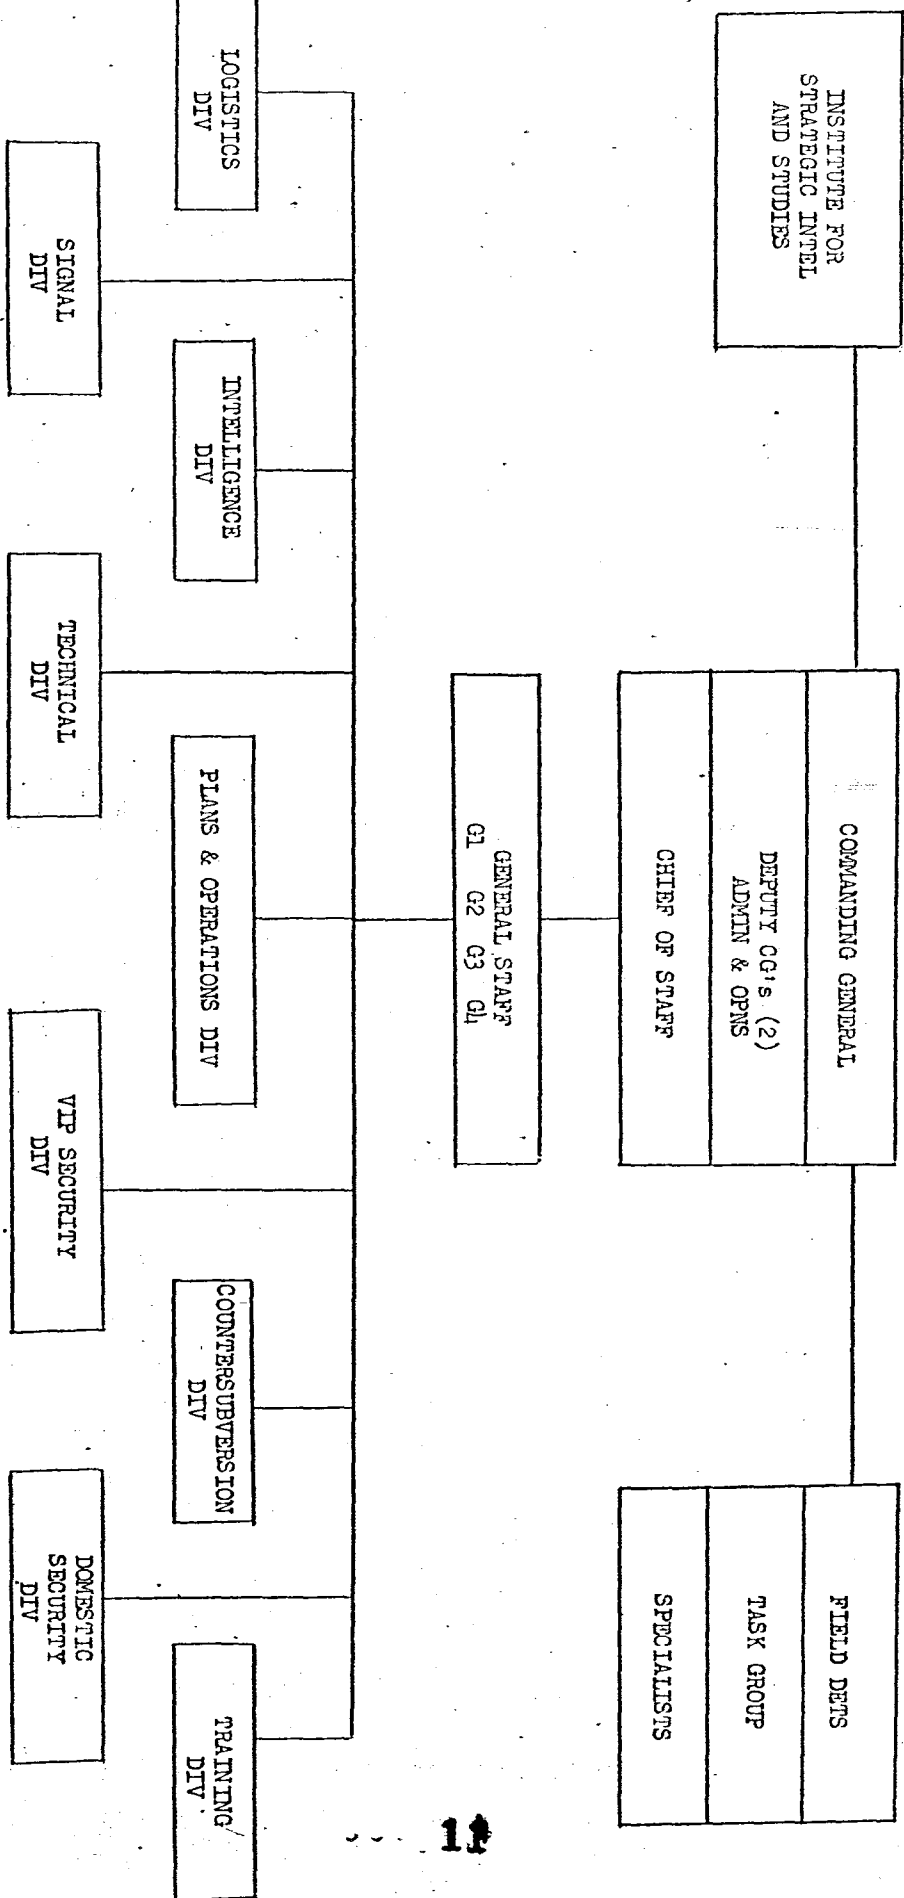 INSTITUTE FOR
STRATEGIC INTEL
AND STUDIES
COMMANDING GENERAL
DEPUTY CG's (2)
ADMIN & OPNS
CHIEF OF STAFF
FIELD DETS
TASK GROUP
SPECIALISTS
GENERAL STAFF
G1 G2 G3 G4
LOGISTICS
DIV
INTELLIGENCE
DIV
PLANS & OPERATIONS DIV
COUNTERSUBVERSION
DIV
TRAINING
DIV
SIGNAL
DIV
TECHNICAL
DIV
VIP SECURITY
DIV
DOMESTIC
SECURITY
DIV